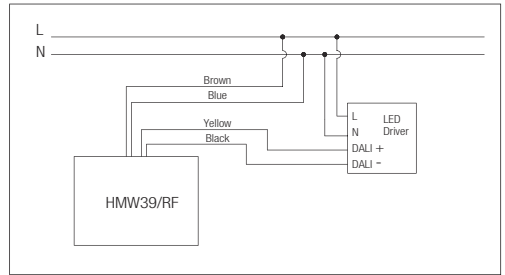 L
N
Brown
Blue
Yellow
Black
L
N
DALI +
DALI -
LED
Driver
HMW39/RF